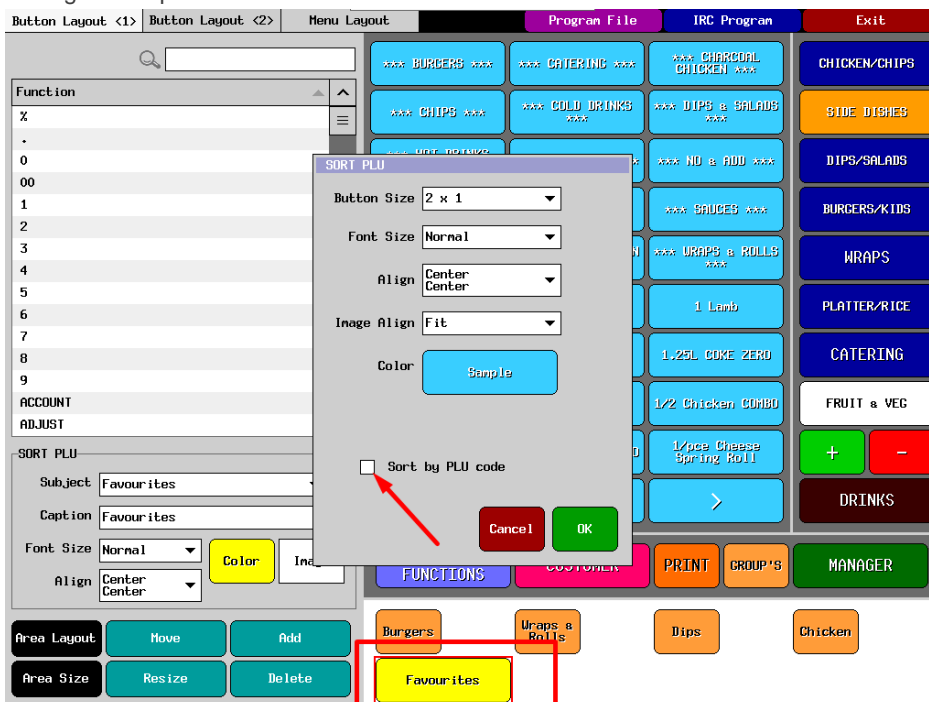 Button Layout <1>
Button Layout <2>
Menu Layout
Program File
IRC Program
Exit
Function
%
.
0
00
1
2
3
4
5
6
7
8
9
ACCOUNT
ADJUST
SORT PLU
Subject Favourites
Caption Favourites
Font Size Normal
Color
Align Center
Center
Area Layout
Move
Add
Area Size
Resize
Delete
*** BURGERS ***
*** CATERING ***
*** CHARCOAL
CHICKEN ***
*** CHIPS ***
*** COLD DRINKS
***
*** DIPS & SALADS
***
*** HOT DRINKS
*** NO & ADD ***
*** SAUCES ***
*** WRAPS & ROLLS
***
1 Lamb
1.25L COKE ZERO
1/2 Chicken COMBO
1/pce Cheese
Spring Roll
>
SORT PLU
Button Size 2 x 1
Font Size Normal
Align Center
Center
Image Align Fit
Color Sample
Sort by PLU code
Cancel
OK
CHICKEN/CHIPS
SIDE DISHES
DIPS/SALADS
BURGERS/KIDS
WRAPS
PLATTER/RICE
CATERING
FRUIT & VEG
+
-
DRINKS
FUNCTIONS
CUSTOMER
PRINT
GROUP'S
MANAGER
Burgers
Wraps &
Rolls
Dips
Chicken
Favourites